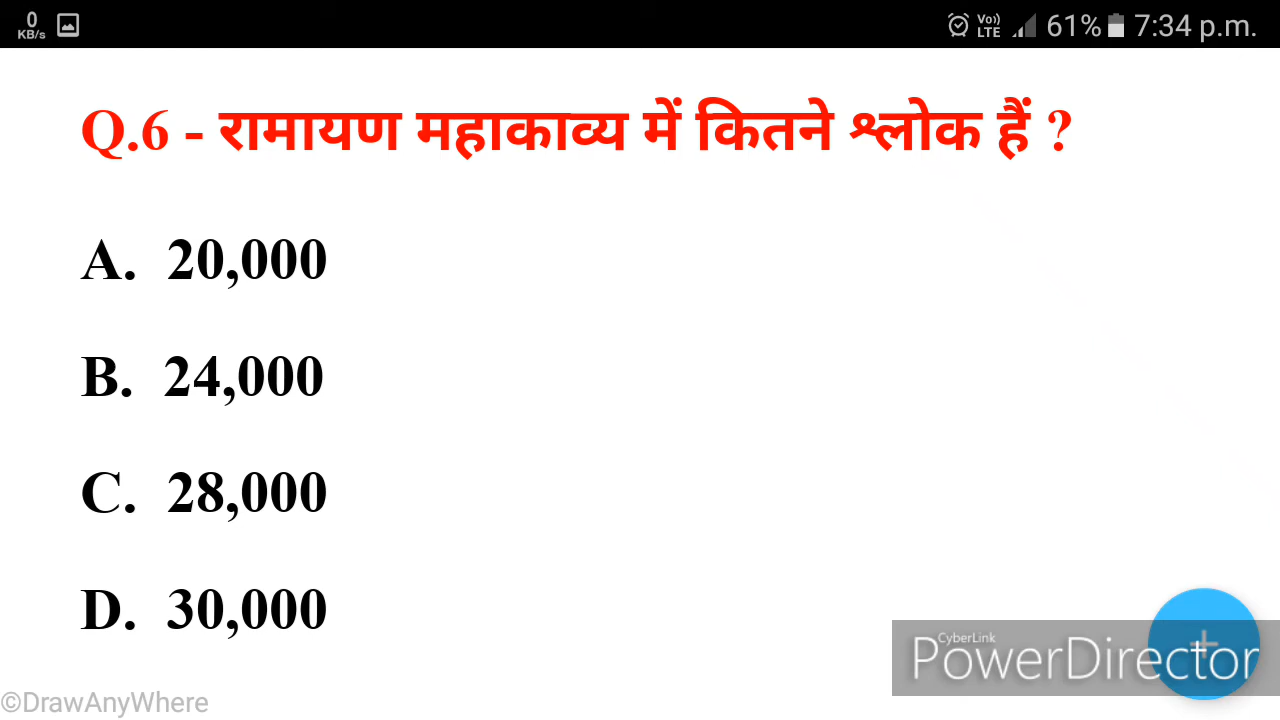 0
KB/s
Vo))
LTE
61%
7:34 p.m.
Q.6 - रामायण महाकाव्य में कितने श्लोक हैं ?
A. 20,000
B. 24,000
C. 28,000
D. 30,000
CyberLink
PowerDirector
©DrawAnyWhere